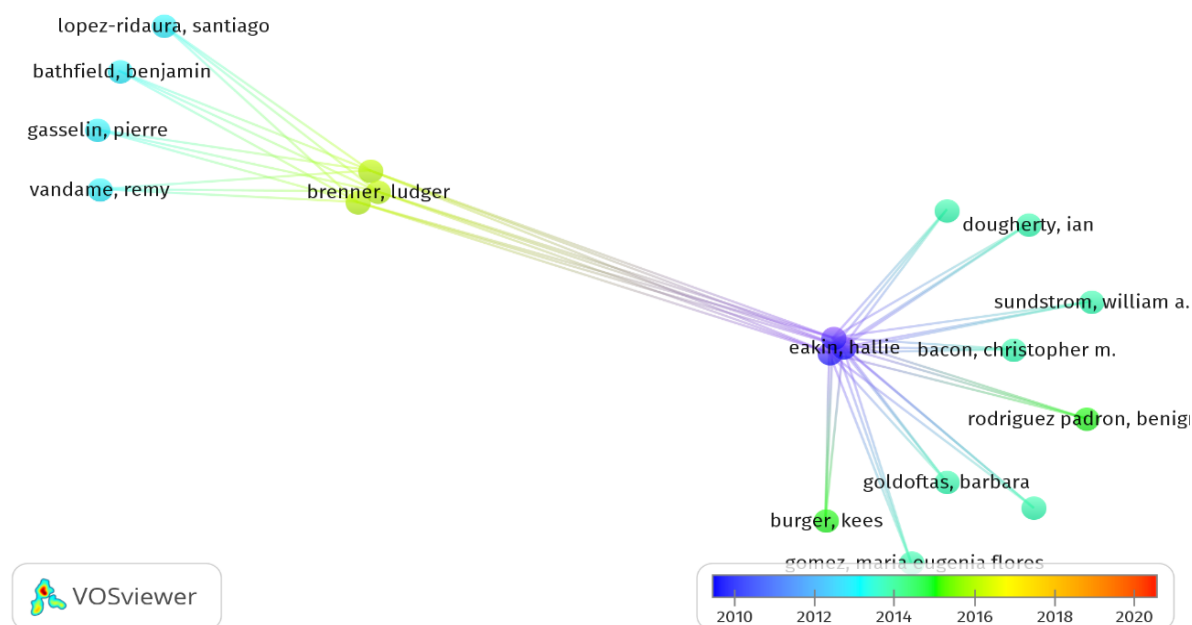 lopez-ridaura, santiago
bathfield, benjamin
gasselin, pierre
vandame, remy
brenner, ludger
dougherty, ian
sundstrom, william a.
eakin, hallie
bacon, christopher m.
rodriguez padron, benign
goldoftas, barbara
burger, kees
gomez, maria eugenia flores
VOSviewer
2010 2012 2014 2016 2018 2020